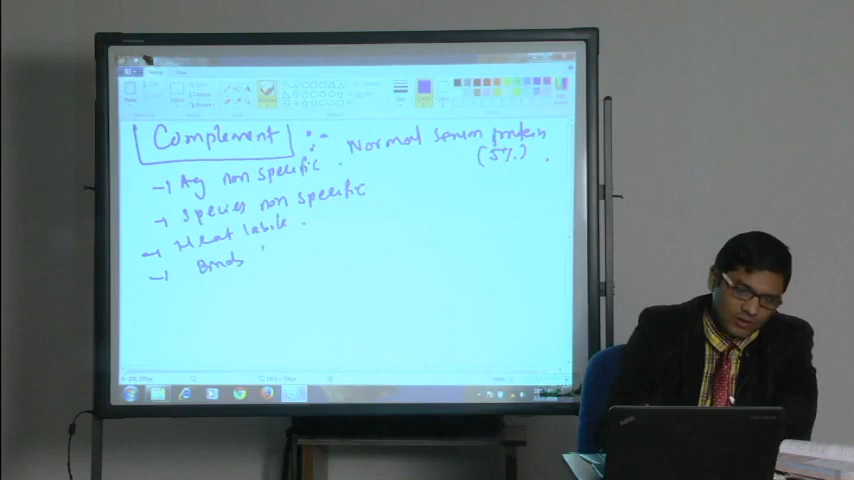 Complement :- Normal serum protein
(5%).
→ Ag non specific.
→ Species non specific
→ Heat labile.
→ Binds